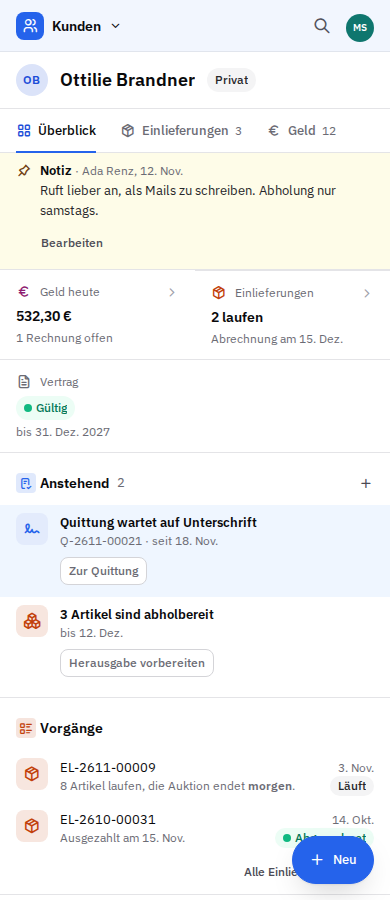 Kunden
MS
OB
Ottilie Brandner
Privat
Überblick
Einlieferungen 3
Geld 12
Notiz · Ada Renz, 12. Nov.
Ruft lieber an, als Mails zu schreiben. Abholung nur
samstags.
Bearbeiten
Geld heute
532,30 €
1 Rechnung offen
Einlieferungen
2 laufen
Abrechnung am 15. Dez.
Vertrag
Gültig
bis 31. Dez. 2027
Anstehend 2
Quittung wartet auf Unterschrift
Q-2611-00021 · seit 18. Nov.
Zur Quittung
3 Artikel sind abholbereit
bis 12. Dez.
Herausgabe vorbereiten
Vorgänge
EL-2611-00009
3. Nov.
8 Artikel laufen, die Auktion endet morgen.
Läuft
EL-2610-00031
14. Okt.
Ausgezahlt am 15. Nov.
Alle
Neu